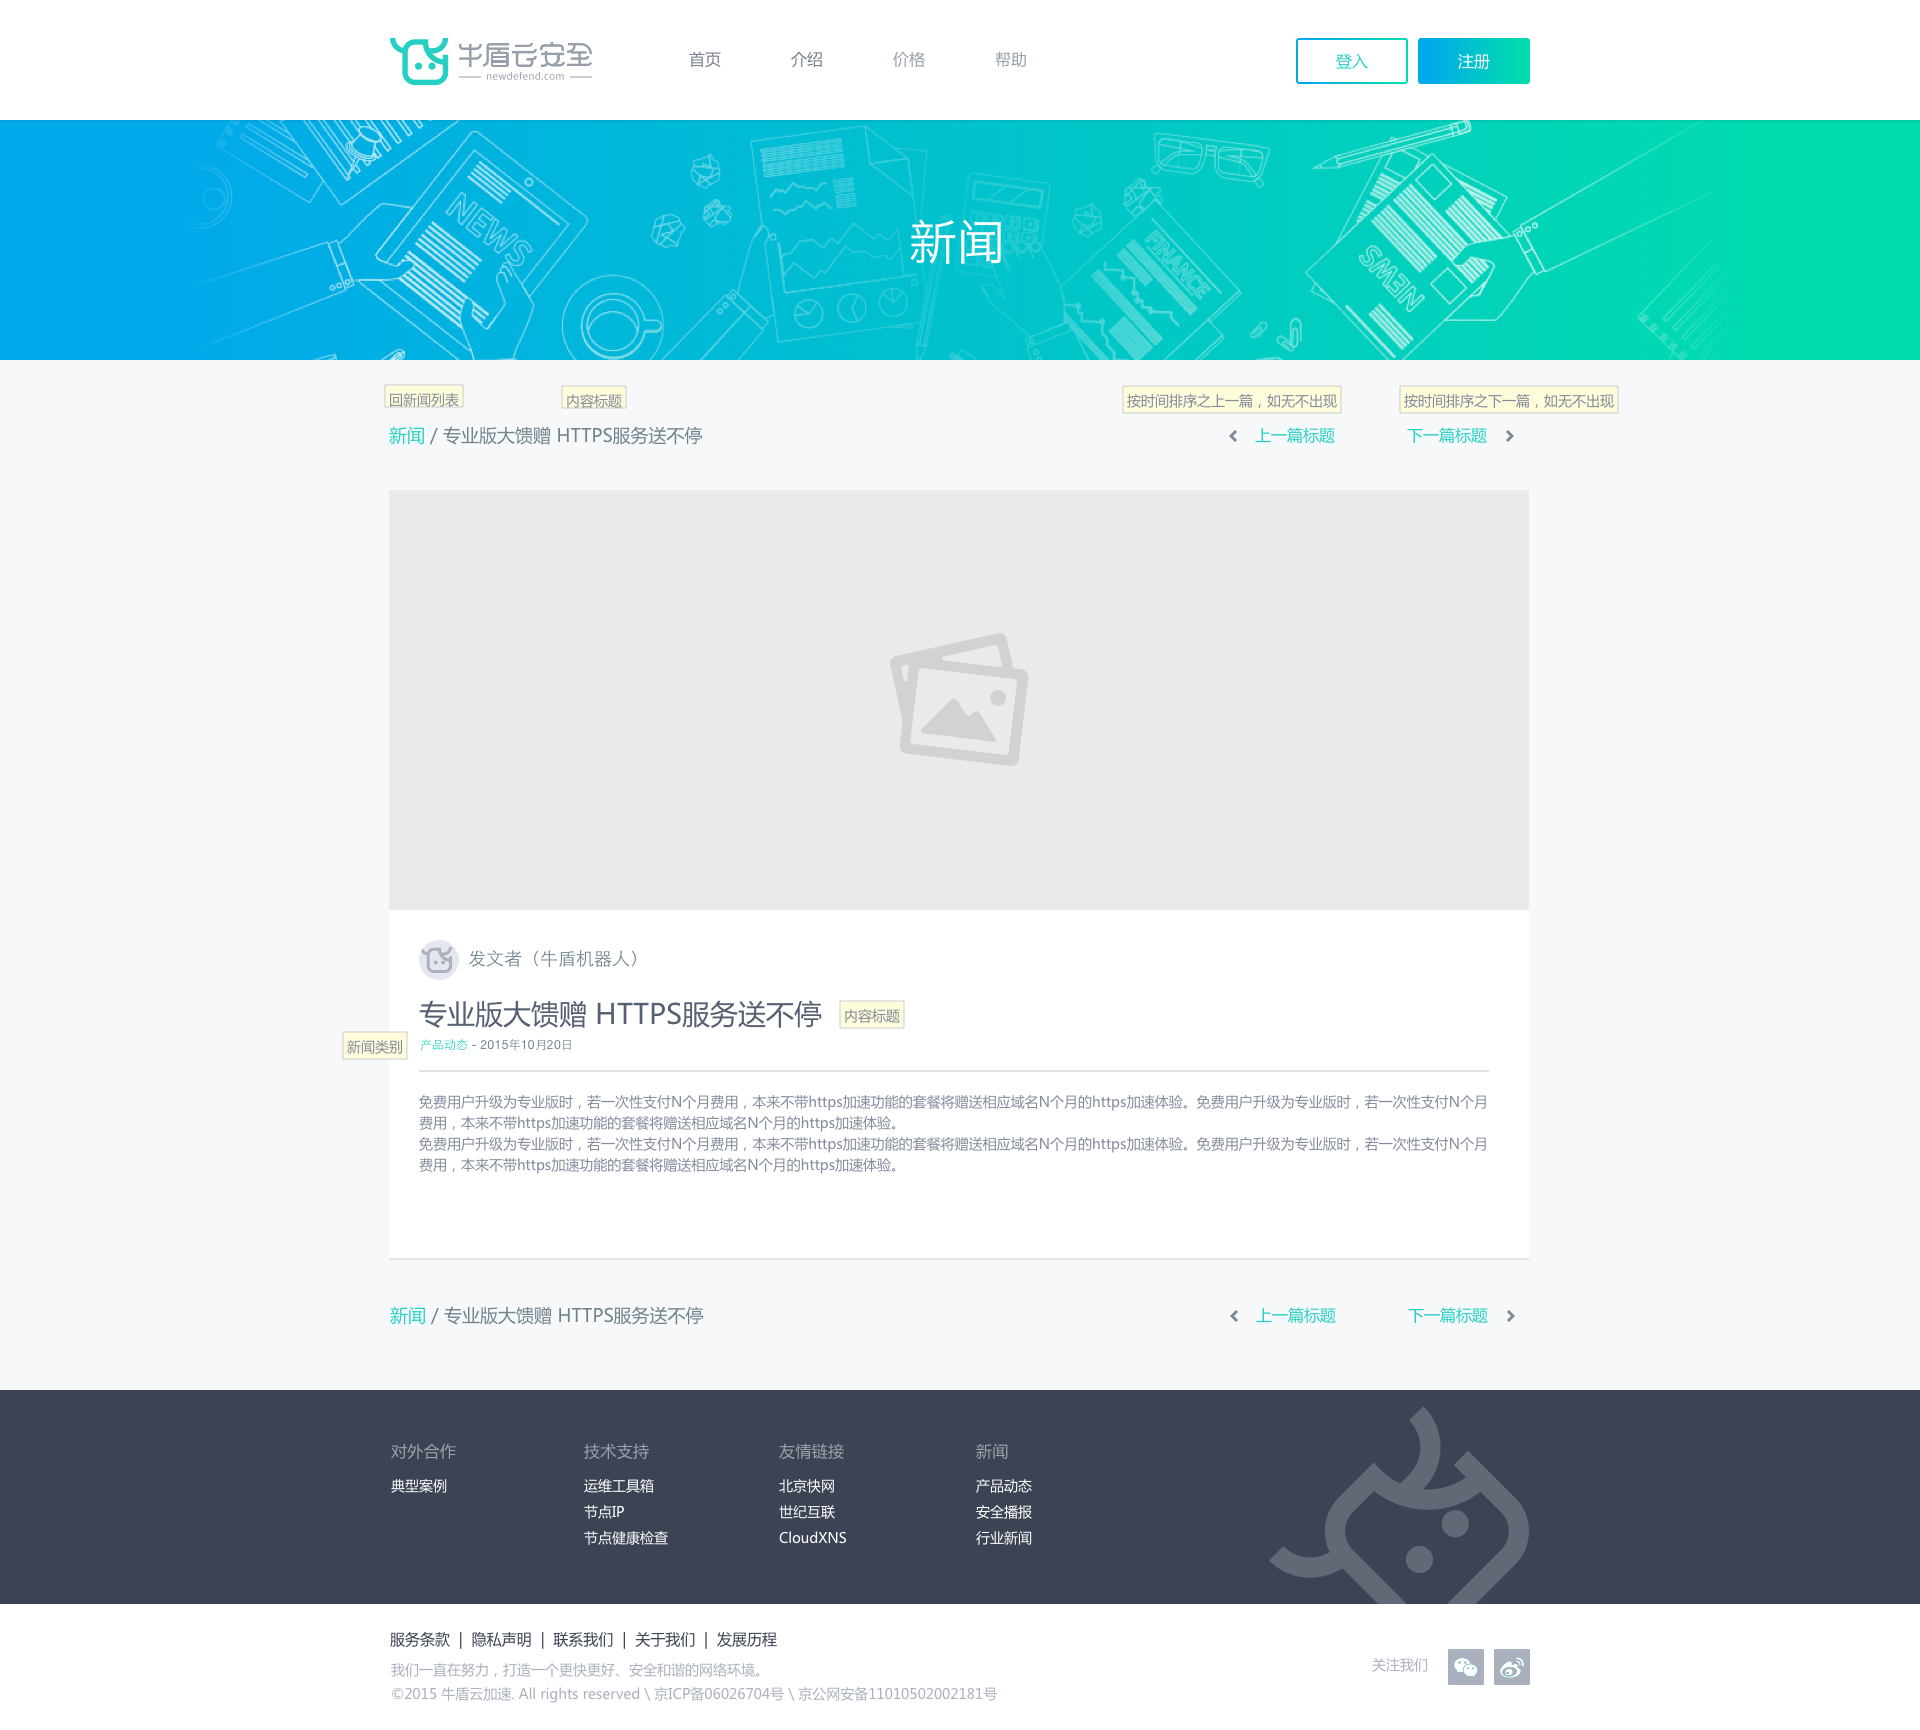 牛盾云安全
newdefend.com
首页 介绍 价格 帮助
登入 注册
NEWS
FINANCE
NEWS
新闻
回新闻列表 内容标题 按时间排序之上一篇，如无不出现 按时间排序之下一篇，如无不出现
新闻 / 专业版大馈赠 HTTPS服务送不停 上一篇标题 下一篇标题
发文者（牛盾机器人）
专业版大馈赠 HTTPS服务送不停 内容标题
新闻类别 产品动态 - 2015年10月20日
免费用户升级为专业版时，若一次性支付N个月费用，本来不带https加速功能的套餐将赠送相应域名N个月的https加速体验。免费用户升级为专业版时，若一次性支付N个月
费用，本来不带https加速功能的套餐将赠送相应域名N个月的https加速体验。
免费用户升级为专业版时，若一次性支付N个月费用，本来不带https加速功能的套餐将赠送相应域名N个月的https加速体验。免费用户升级为专业版时，若一次性支付N个月
费用，本来不带https加速功能的套餐将赠送相应域名N个月的https加速体验。
新闻 / 专业版大馈赠 HTTPS服务送不停 上一篇标题 下一篇标题
对外合作 技术支持 友情链接 新闻
典型案例 运维工具箱 北京快网 产品动态
节点IP 世纪互联 安全播报
节点健康检查 CloudXNS 行业新闻
服务条款 | 隐私声明 | 联系我们 | 关于我们 | 发展历程
我们一直在努力，打造一个更快更好、安全和谐的网络环境。
关注我们
©2015 牛盾云加速. All rights reserved \ 京ICP备06026704号 \ 京公网安备11010502002181号